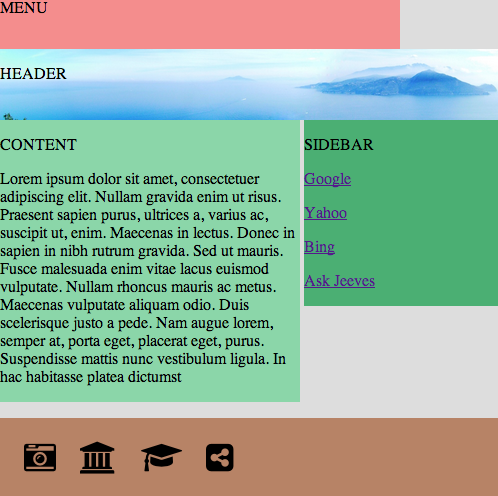 MENU
HEADER
CONTENT
Lorem ipsum dolor sit amet, consectetuer
adipiscing elit. Nullam gravida enim ut risus.
Praesent sapien purus, ultrices a, varius ac,
suscipit ut, enim. Maecenas in lectus. Donec in
sapien in nibh rutrum gravida. Sed ut mauris.
Fusce malesuada enim vitae lacus euismod
vulputate. Nullam rhoncus mauris ac metus.
Maecenas vulputate aliquam odio. Duis
scelerisque justo a pede. Nam augue lorem,
semper at, porta eget, placerat eget, purus.
Suspendisse mattis nunc vestibulum ligula. In
hac habitasse platea dictumst
SIDEBAR
Google
Yahoo
Bing
Ask Jeeves